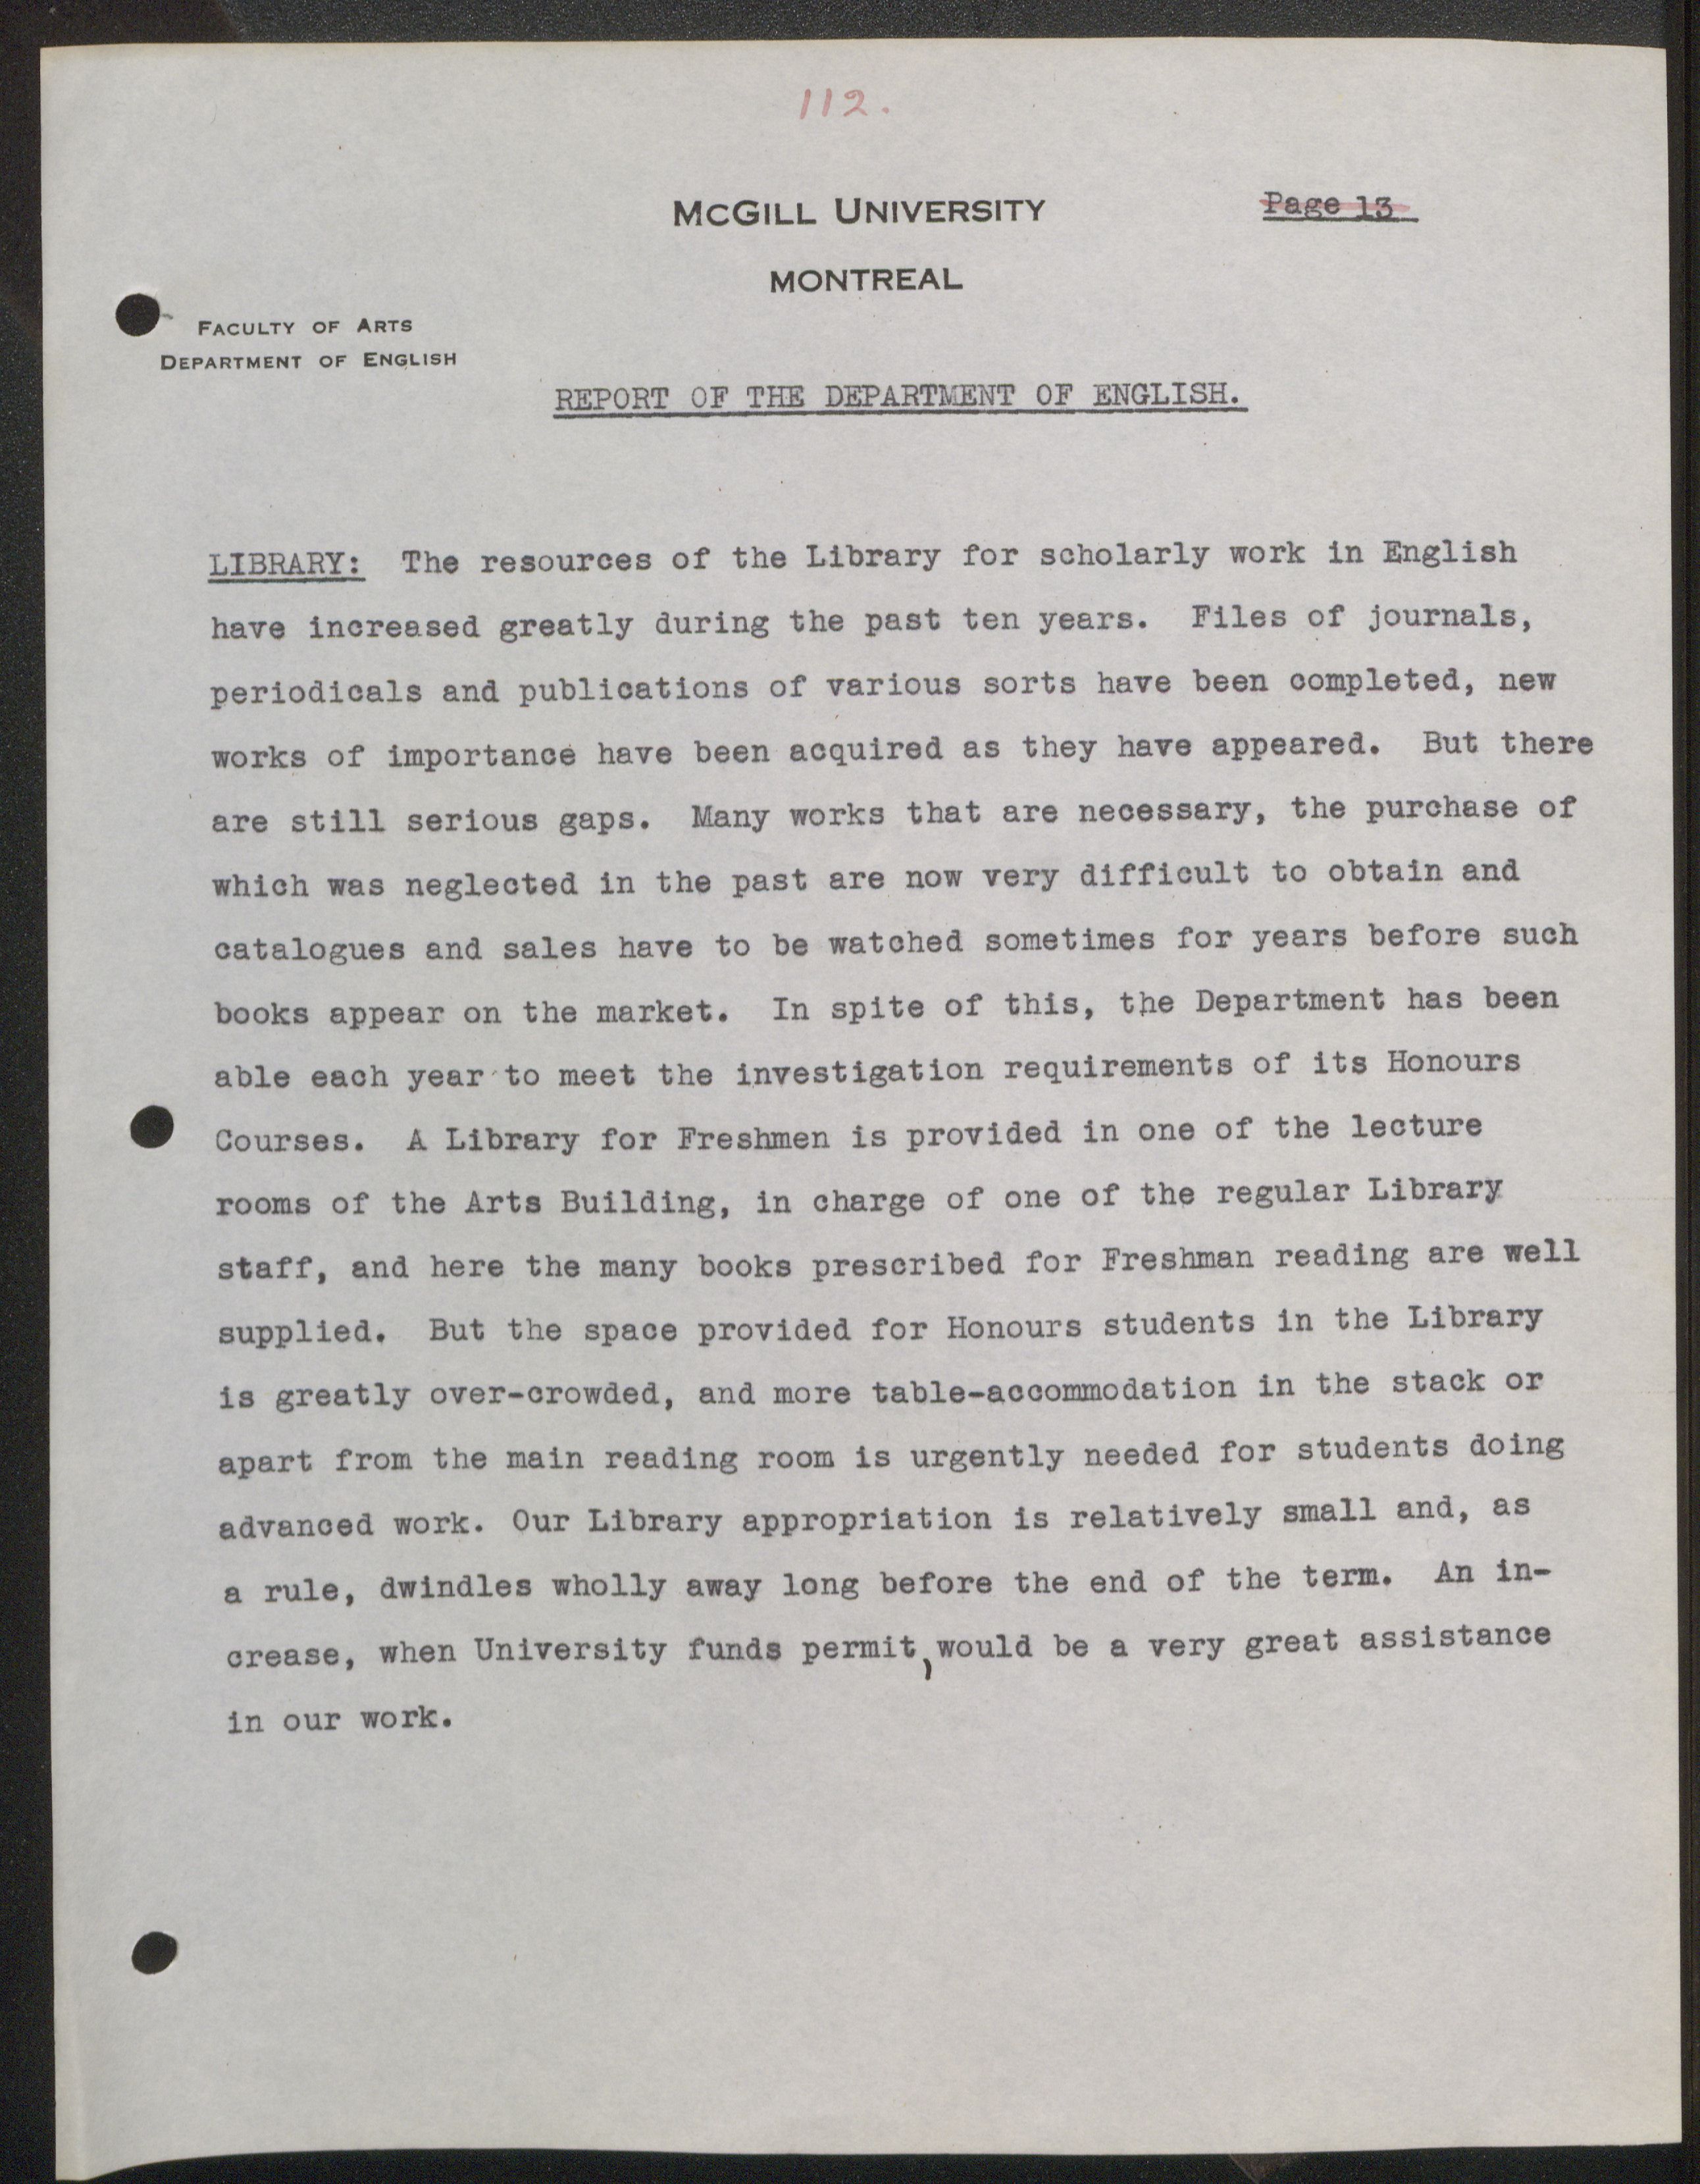 112.
McGILL UNIVERSITY
Page 13
MONTREAL
FACULTY OF ARTS
DEPARTMENT OF ENGLISH
REPORT OF THE DEPARTMENT OF ENGLISH.
LIBRARY: The resources of the Library for scholarly work in English
have increased greatly during the past ten years. Files of journals,
periodicals and publications of various sorts have been completed, new
works of importance have been acquired as they have appeared. But there
are still serious gaps. Many works that are necessary, the purchase of
which was neglected in the past are now very difficult to obtain and
catalogues and sales have to be watched sometimes for years before such
books appear on the market. In spite of this, the Department has been
able each year to meet the investigation requirements of its Honours
Courses. A Library for Freshmen is provided in one of the lecture
rooms of the Arts Building, in charge of one of the regular Library
staff, and here the many books prescribed for Freshman reading are well
supplied. But the space provided for Honours students in the Library
is greatly over-crowded, and more table-accommodation in the stack or
apart from the main reading room is urgently needed for students doing
advanced work. Our Library appropriation is relatively small and, as
a rule, dwindles wholly away long before the end of the term. An in-
crease, when University funds permit, would be a very great assistance
in our work.